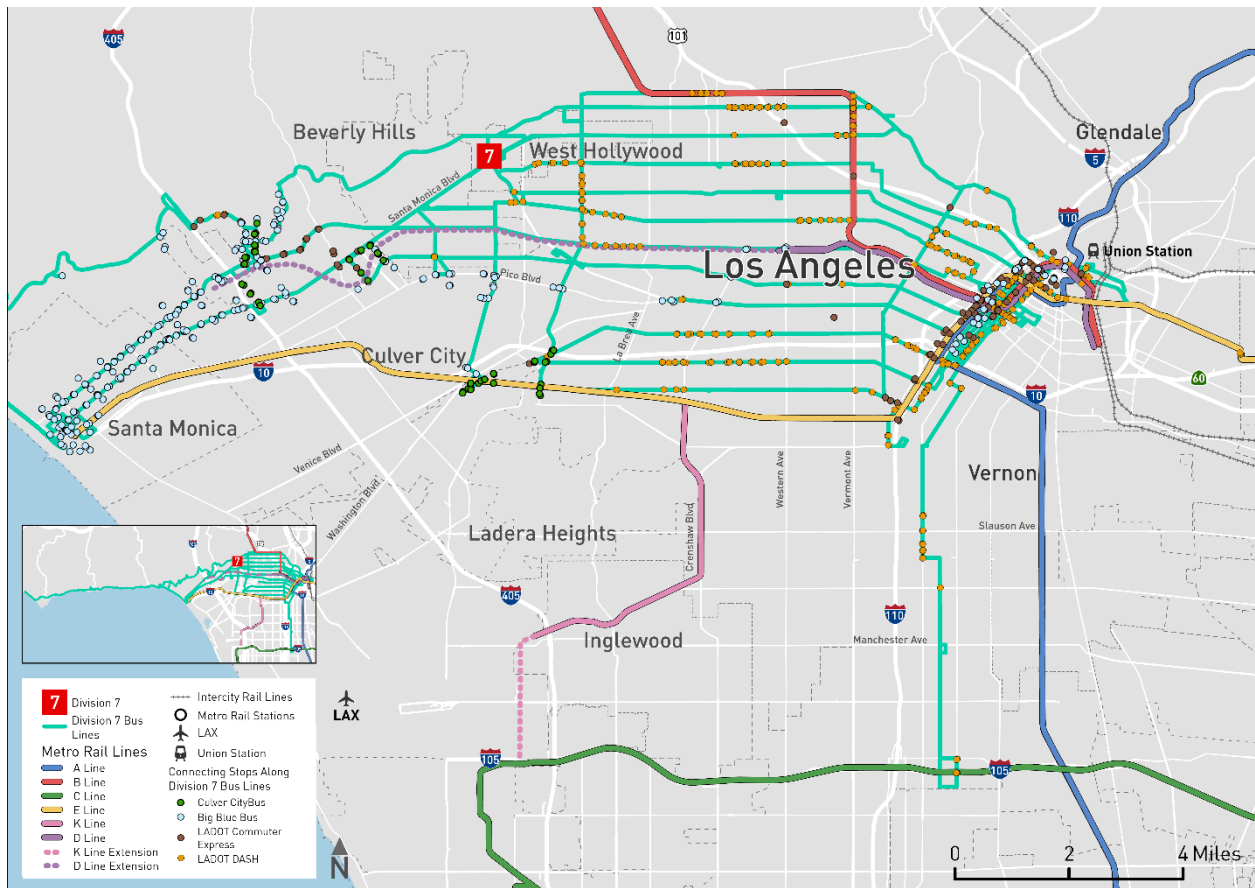 405
101
Beverly Hills
Glendale
7
West Hollywood
5
Santa Monica Blvd
110
Union Station
Los Angeles
Pico Blvd
La Brea Ave
Culver City
10
60
10
Santa Monica
Venice Blvd
Western Ave
Vermont Ave
Vernon
Washington Blvd
Crenshaw Blvd
Slauson Ave
Ladera Heights
405
110
Inglewood
Manchester Ave
LAX
105
105
7
7 Division 7
Division 7 Bus
Lines
Metro Rail Lines
A Line
B Line
C Line
E Line
K Line
D Line
K Line Extension
D Line Extension
Intercity Rail Lines
Metro Rail Stations
LAX
Union Station
Connecting Stops Along
Division 7 Bus Lines
Culver CityBus
Big Blue Bus
LADOT Commuter
Express
LADOT DASH
N
0 2 4 Miles